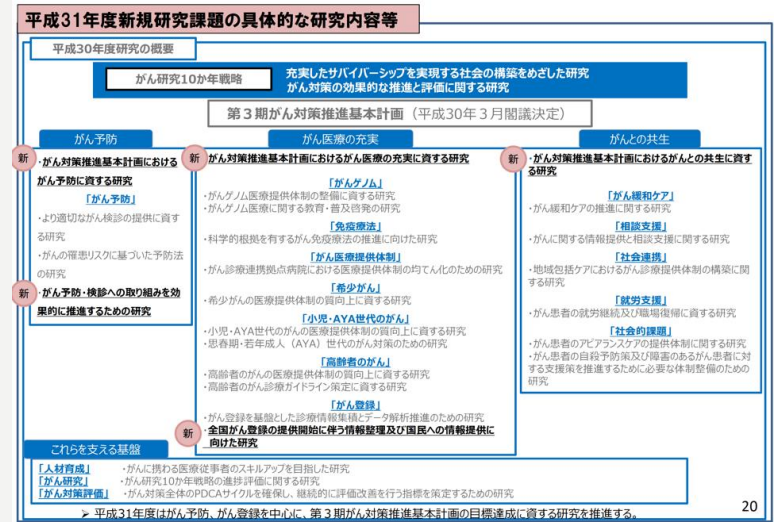 平成31年度新規研究課題の具体的な研究内容等
平成30年度研究の概要
がん研究10か年戦略
充実したサバイバーシップを実現する社会の構築をめざした研究
がん対策の効果的な推進と評価に関する研究
第3期がん対策推進基本計画（平成30年3月閣議決定）
がん予防
新
・がん対策推進基本計画における
がん予防に資する研究
「がん予防」
・より適切ながん検診の提供に資す
る研究
・がんの罹患リスクに基づいた予防法
の研究
新
・がん予防・検診への取り組みを効
果的に推進するための研究
がん医療の充実
新
・がん対策推進基本計画におけるがん医療の充実に資する研究
「がんゲノム」
・がんゲノム医療提供体制の整備に資する研究
・がんゲノム医療に関する教育・普及啓発の研究
「免疫療法」
・科学的根拠を有するがん免疫療法の推進に向けた研究
「がん医療提供体制」
・がん診療連携拠点病院における医療提供体制の均てん化のための研究
「希少がん」
・希少がんの医療提供体制の質向上に資する研究
「小児・AYA世代のがん」
・小児・AYA世代のがんの医療提供体制の質向上に資する研究
・思春期・若年成人（AYA）世代のがん対策のための研究
「高齢者のがん」
・高齢者のがんの医療提供体制の質向上に資する研究
・高齢者のがん診療ガイドライン策定に資する研究
「がん登録」
・がん登録を基盤とした診療情報集積とデータ解析推進のための研究
新
・全国がん登録の提供開始に伴う情報整理及び国民への情報提供に
向けた研究
がんとの共生
新
・がん対策推進基本計画におけるがんとの共生に資す
る研究
「がん緩和ケア」
・がん緩和ケアの推進に関する研究
「相談支援」
・がんに関する情報提供と相談支援に関する研究
「社会連携」
・地域包括ケアにおけるがん診療提供体制の構築に関
する研究
「就労支援」
・がん患者の就労継続及び職場復帰に資する研究
「社会的課題」
・がん患者のアピアランスケアの提供体制に関する研究
・がん患者の自殺予防策及び障害のあるがん患者に対
する支援策を推進するために必要な体制整備のための
研究
これらを支える基盤
「人材育成」 ・がんに携わる医療従事者のスキルアップを目指した研究
「がん研究」 ・がん研究10か年戦略の進捗評価に関する研究
「がん対策評価」 ・がん対策全体のPDCAサイクルを確保し、継続的に評価改善を行う指標を策定するための研究
➢ 平成31年度はがん予防、がん登録を中心に、第３期がん対策推進基本計画の目標達成に資する研究を推進する。
20